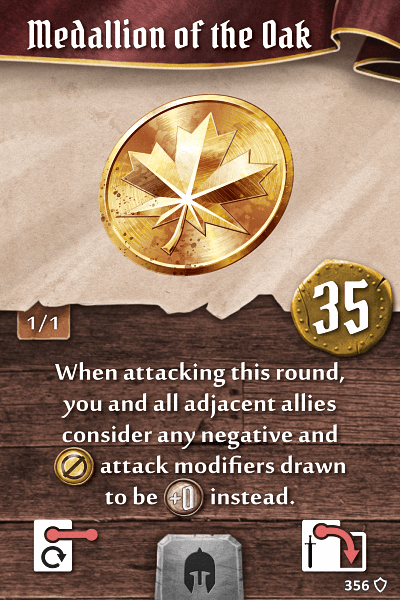 Medallion of the Oak
1/1
35
When attacking this round,
you and all adjacent allies
consider any negative and
attack modifiers drawn
to be +0 instead.
356